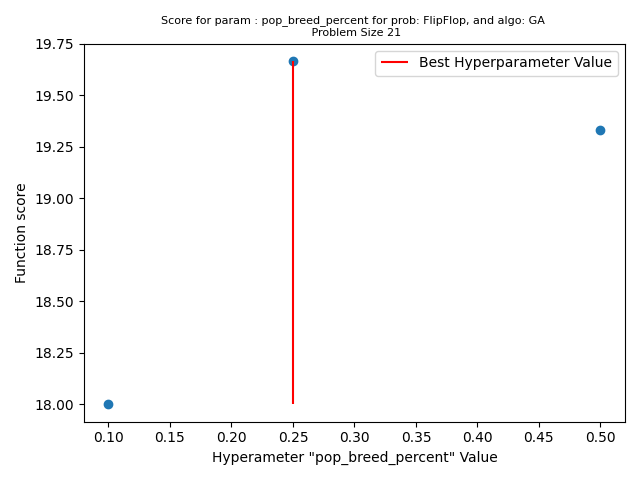 Score for param : pop_breed_percent for prob: FlipFlop, and algo: GA
Problem Size 21
19.75
19.50
19.25
19.00
18.75
18.50
18.25
18.00
Function score
Best Hyperparameter Value
0.10 0.15 0.20 0.25 0.30 0.35 0.40 0.45 0.50
Hyperameter "pop_breed_percent" Value